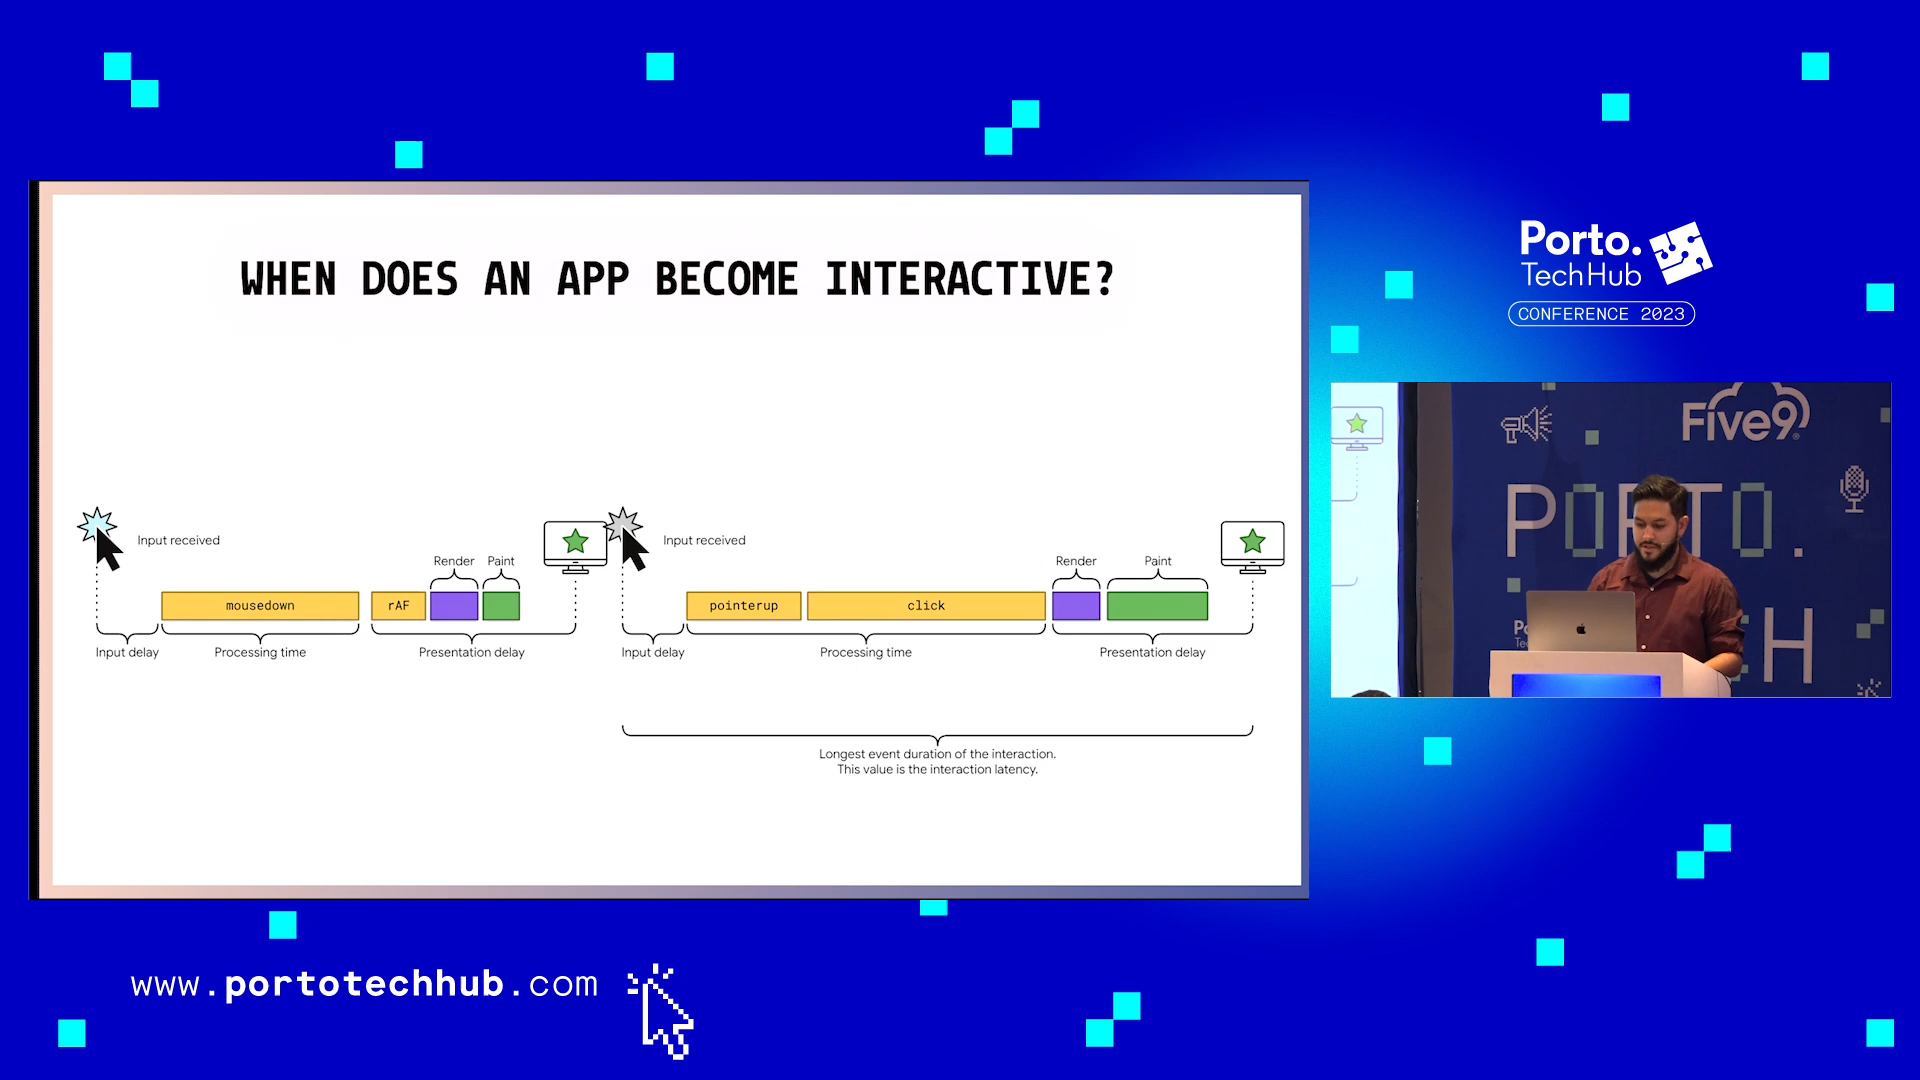 WHEN DOES AN APP BECOME INTERACTIVE?
Input received
Render
Paint
mousedown
rAF
Input delay
Processing time
Presentation delay
Input received
Render
Paint
pointerup
click
Input delay
Processing time
Presentation delay
Longest event duration of the interaction.
This value is the interaction latency.
Porto.
TechHub
CONFERENCE 2023
Five9
PORTO.
H
www.portotechhub.com